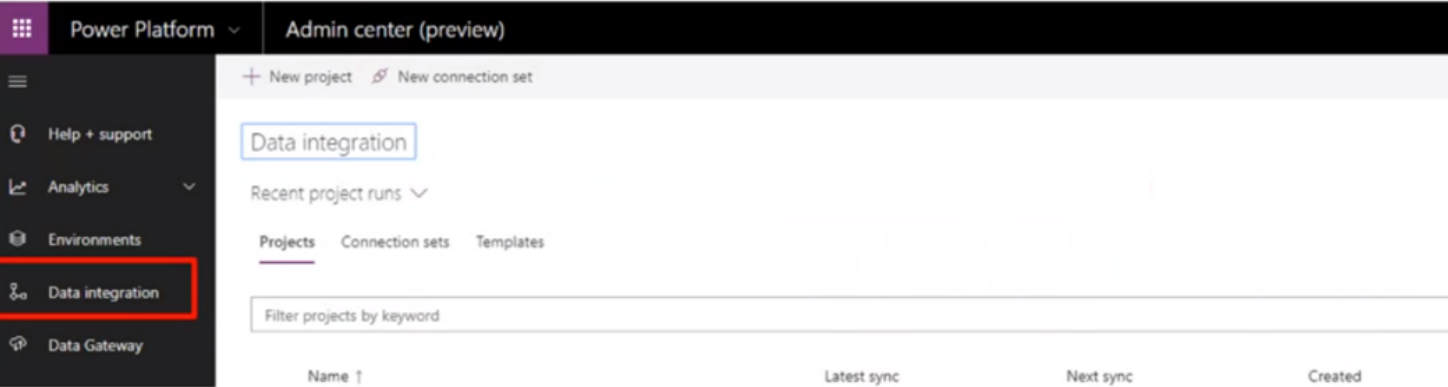 Power Platform Admin center (preview)
New project New connection set
Help + support
Analytics
Environments
Data integration
Data Gateway
Data integration
Recent project runs
Projects Connection sets Templates
Filter projects by keyword
Name ↑ Latest sync Next sync Created